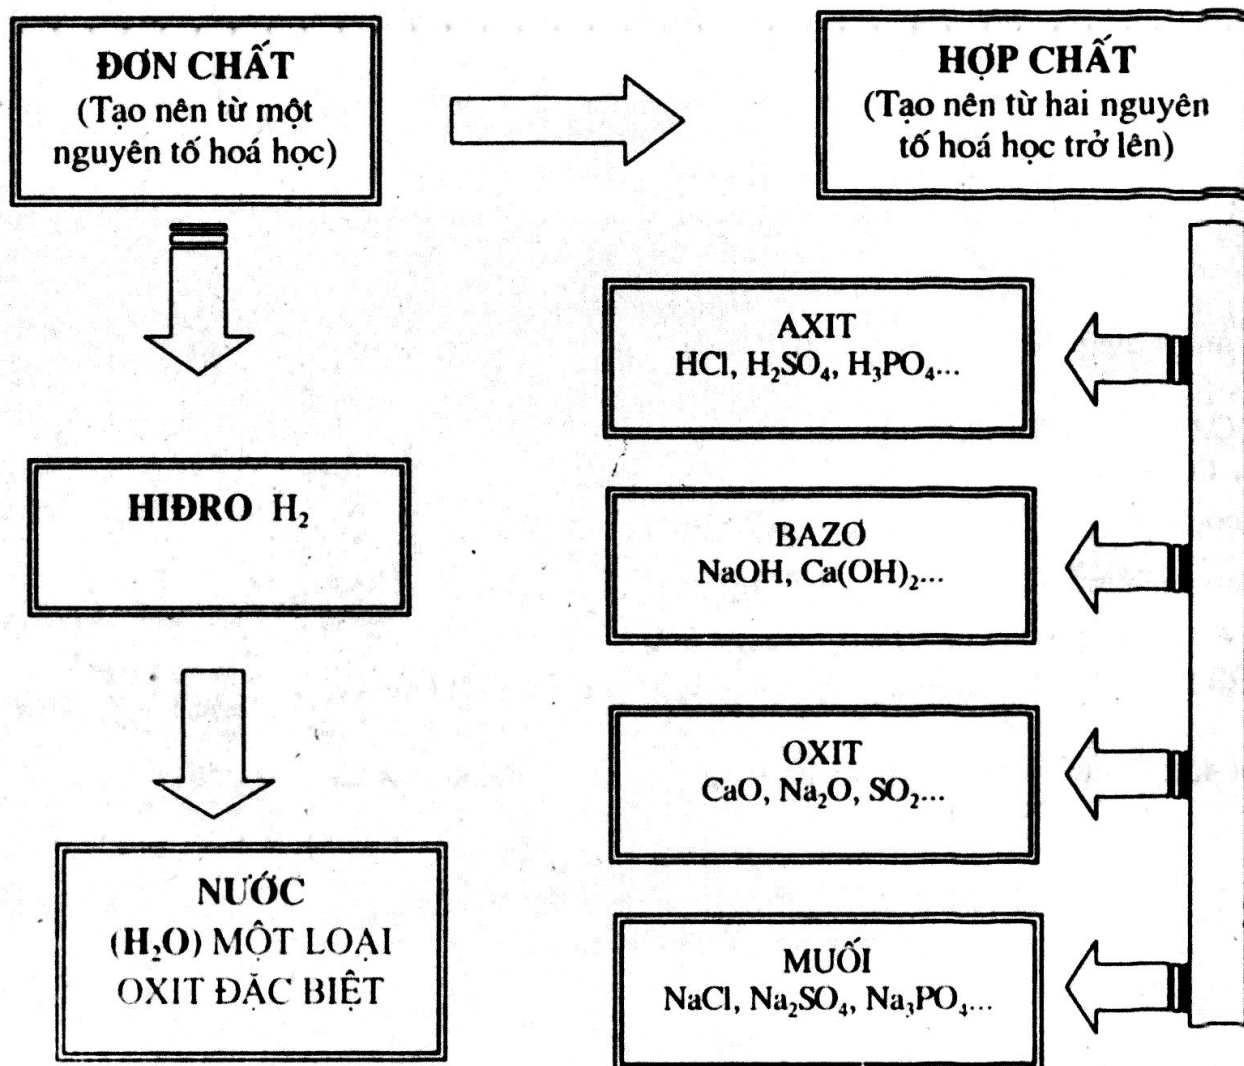 ĐƠN CHẤT
(Tạo nên từ một
nguyên tố hoá học)
HỢP CHẤT
(Tạo nên từ hai nguyên
tố hoá học trở lên)
HIĐRO H₂
NƯỚC
(H₂O) MỘT LOẠI
OXIT ĐẶC BIỆT
AXIT
HCl, H₂SO₄, H₃PO₄...
BAZƠ
NaOH, Ca(OH)₂...
OXIT
CaO, Na₂O, SO₂...
MUỐI
NaCl, Na₂SO₄, Na₃PO₄...